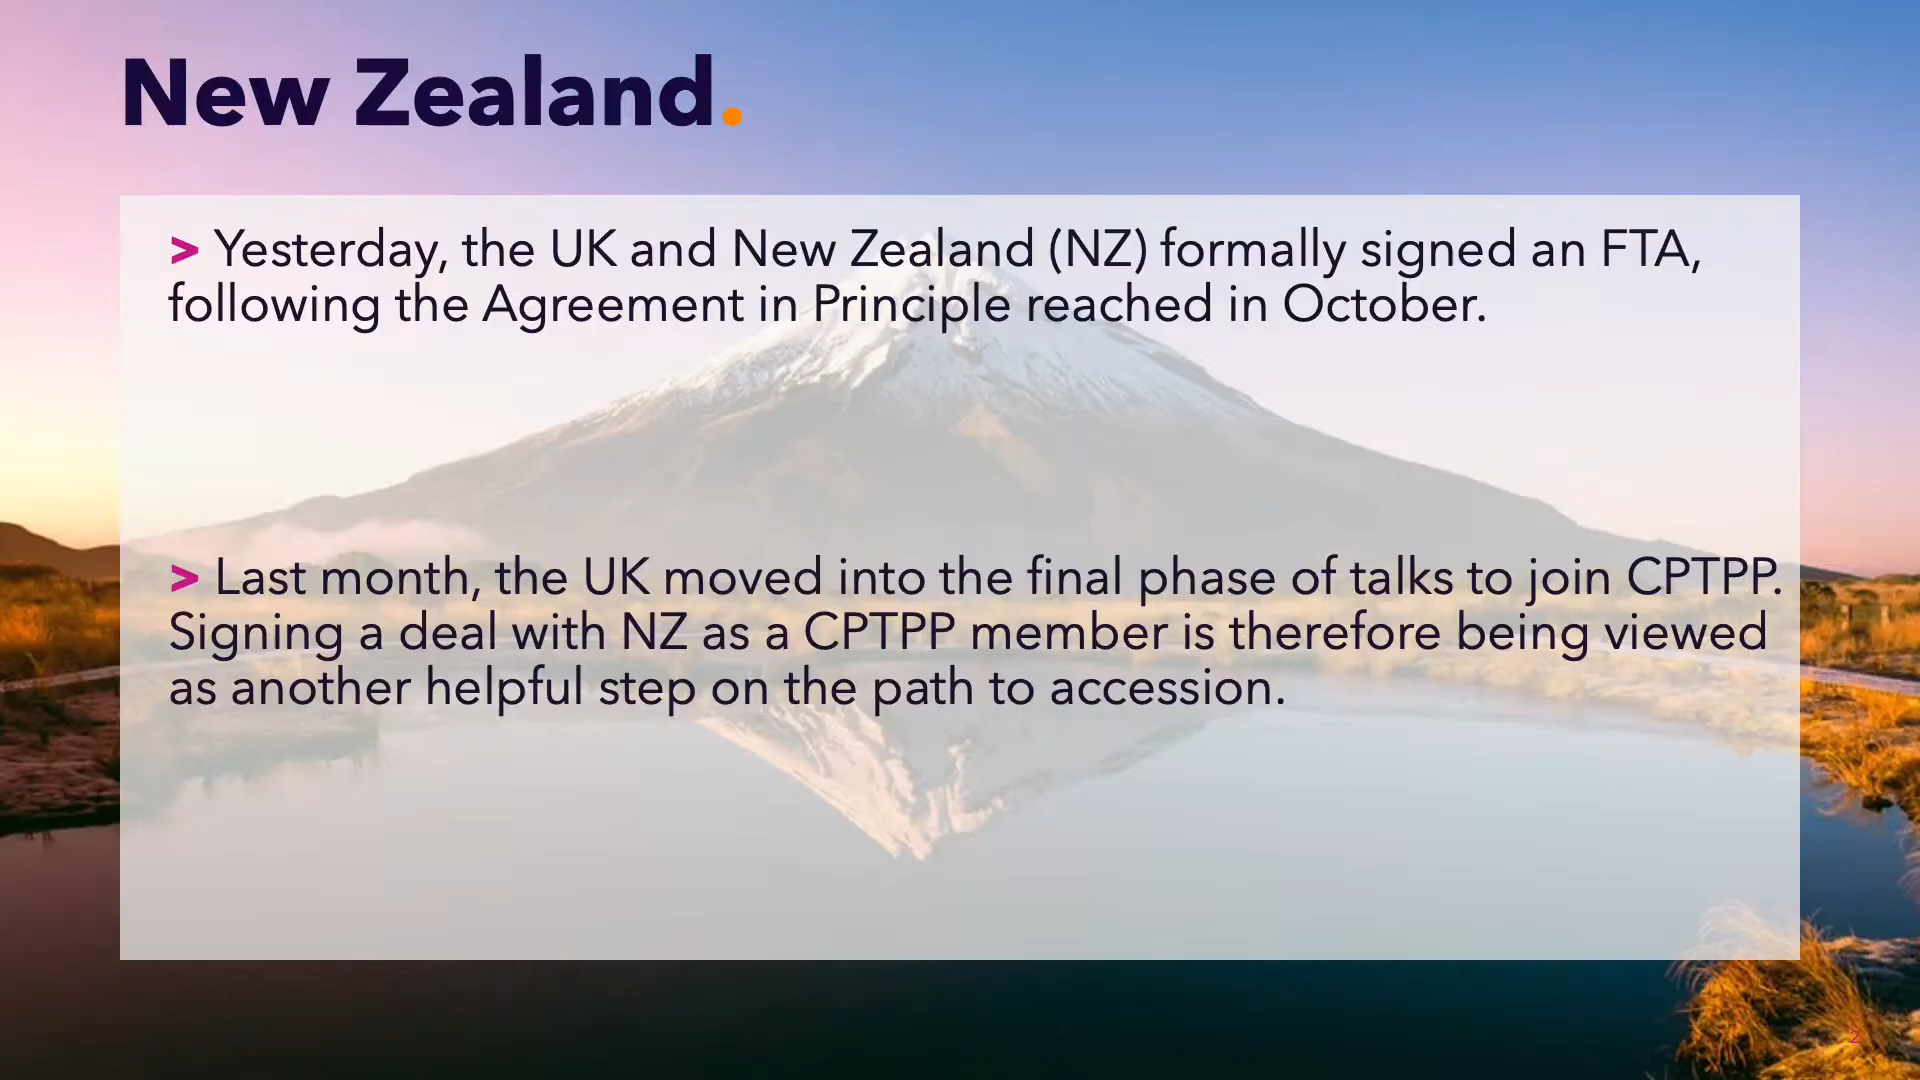 New Zealand.
> Yesterday, the UK and New Zealand (NZ) formally signed an FTA,
following the Agreement in Principle reached in October.
> Last month, the UK moved into the final phase of talks to join CPTPP.
Signing a deal with NZ as a CPTPP member is therefore being viewed
as another helpful step on the path to accession.
2